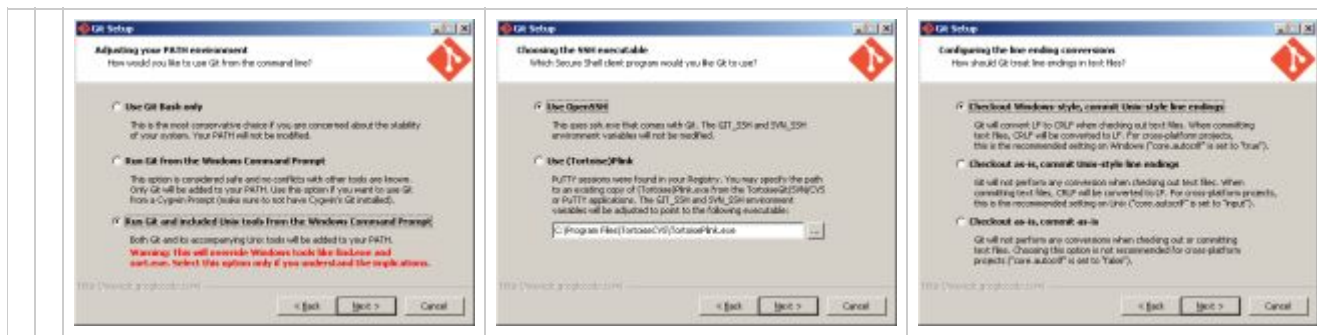 Git Setup
Adjusting your PATH environment
How would you like to use Git from the command line?
Use Git Bash only
This is the most conservative choice if you are concerned about the stability
of your system. Your PATH will not be modified.
Run Git from the Windows Command Prompt
This option is considered safe and no conflicts with other tools are known.
Only Git will be added to your PATH. Use this option if you want to use Git
from a Cygwin Prompt (make sure to not have Cygwin's Git installed).
Run Git and included Unix tools from the Windows Command Prompt
Both Git and its accompanying Unix tools will be added to your PATH.
Warning: This will override Windows tools like find.exe and
sort.exe. Select this option only if you understand the implications.
< Back
Next >
Cancel
Git Setup
Choosing the SSH executable
Which Secure Shell client program would you like Git to use?
Use OpenSSH
This uses ssh.exe that comes with Git. The GIT_SSH and SVN_SSH
environment variables will not be modified.
Use (Tortoise)Plink
PuTTY sessions were found in your Registry. You may specify the path
to an existing copy of (Tortoise)Plink.exe from the TortoiseGit/SVN/CVS
or PuTTY applications. The GIT_SSH and SVN_SSH environment
variables will be adjusted to point to the following executable:
C:\Program Files\TortoiseCVS\TortoisePlink.exe
...
< Back
Next >
Cancel
Git Setup
Configuring the line ending conversions
How should Git treat line endings in text files?
Checkout Windows-style, commit Unix-style line endings
Git will convert LF to CRLF when checking out text files. When committing
text files, CRLF will be converted to LF. For cross-platform projects,
this is the recommended setting on Windows ("core.autocrlf" is set to "true").
Checkout as-is, commit Unix-style line endings
Git will not perform any conversion when checking out text files. When
committing text files, CRLF will be converted to LF. For cross-platform projects,
this is the recommended setting on Unix ("core.autocrlf" is set to "input").
Checkout as-is, commit as-is
Git will not perform any conversions when checking out or committing
text files. Choosing this option is not recommended for cross-platform
projects ("core.autocrlf" is set to "false").
< Back
Next >
Cancel